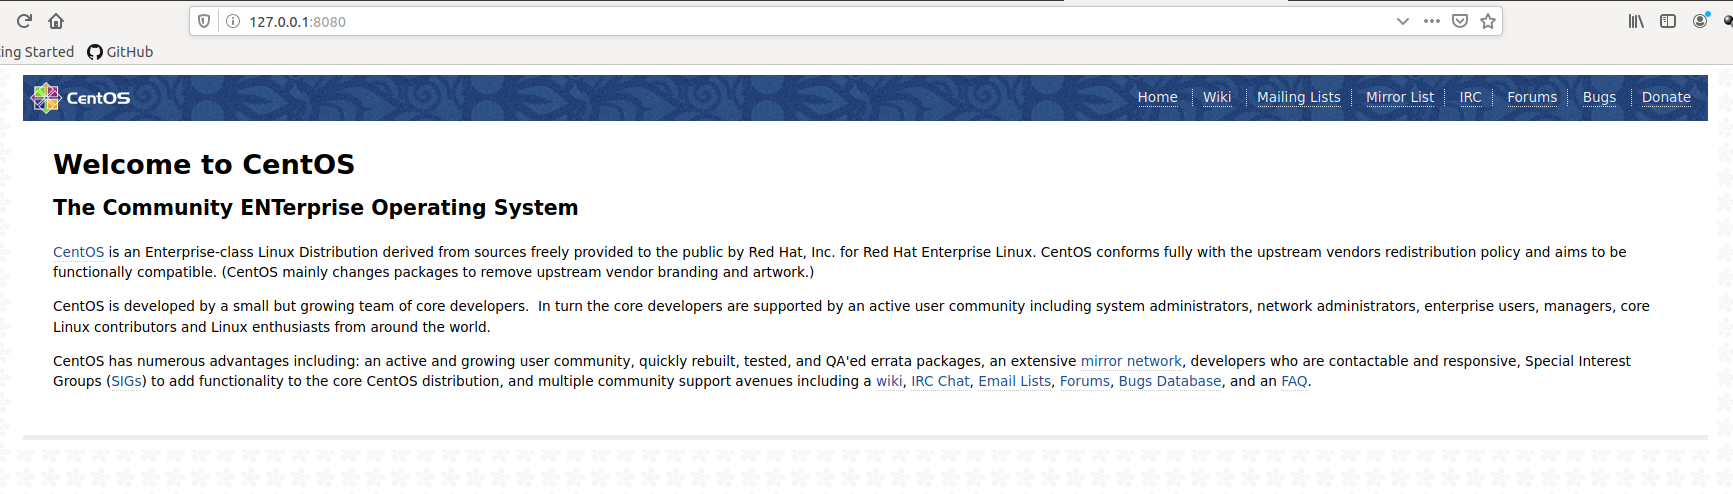 127.0.0.1:8080
ing Started GitHub
CentOS Home Wiki Mailing Lists Mirror List IRC Forums Bugs Donate
Welcome to CentOS
The Community ENTerprise Operating System
CentOS is an Enterprise-class Linux Distribution derived from sources freely provided to the public by Red Hat, Inc. for Red Hat Enterprise Linux. CentOS conforms fully with the upstream vendors redistribution policy and aims to be
functionally compatible. (CentOS mainly changes packages to remove upstream vendor branding and artwork.)
CentOS is developed by a small but growing team of core developers.  In turn the core developers are supported by an active user community including system administrators, network administrators, enterprise users, managers, core
Linux contributors and Linux enthusiasts from around the world.
CentOS has numerous advantages including: an active and growing user community, quickly rebuilt, tested, and QA'ed errata packages, an extensive mirror network, developers who are contactable and responsive, Special Interest
Groups (SIGs) to add functionality to the core CentOS distribution, and multiple community support avenues including a wiki, IRC Chat, Email Lists, Forums, Bugs Database, and an FAQ.